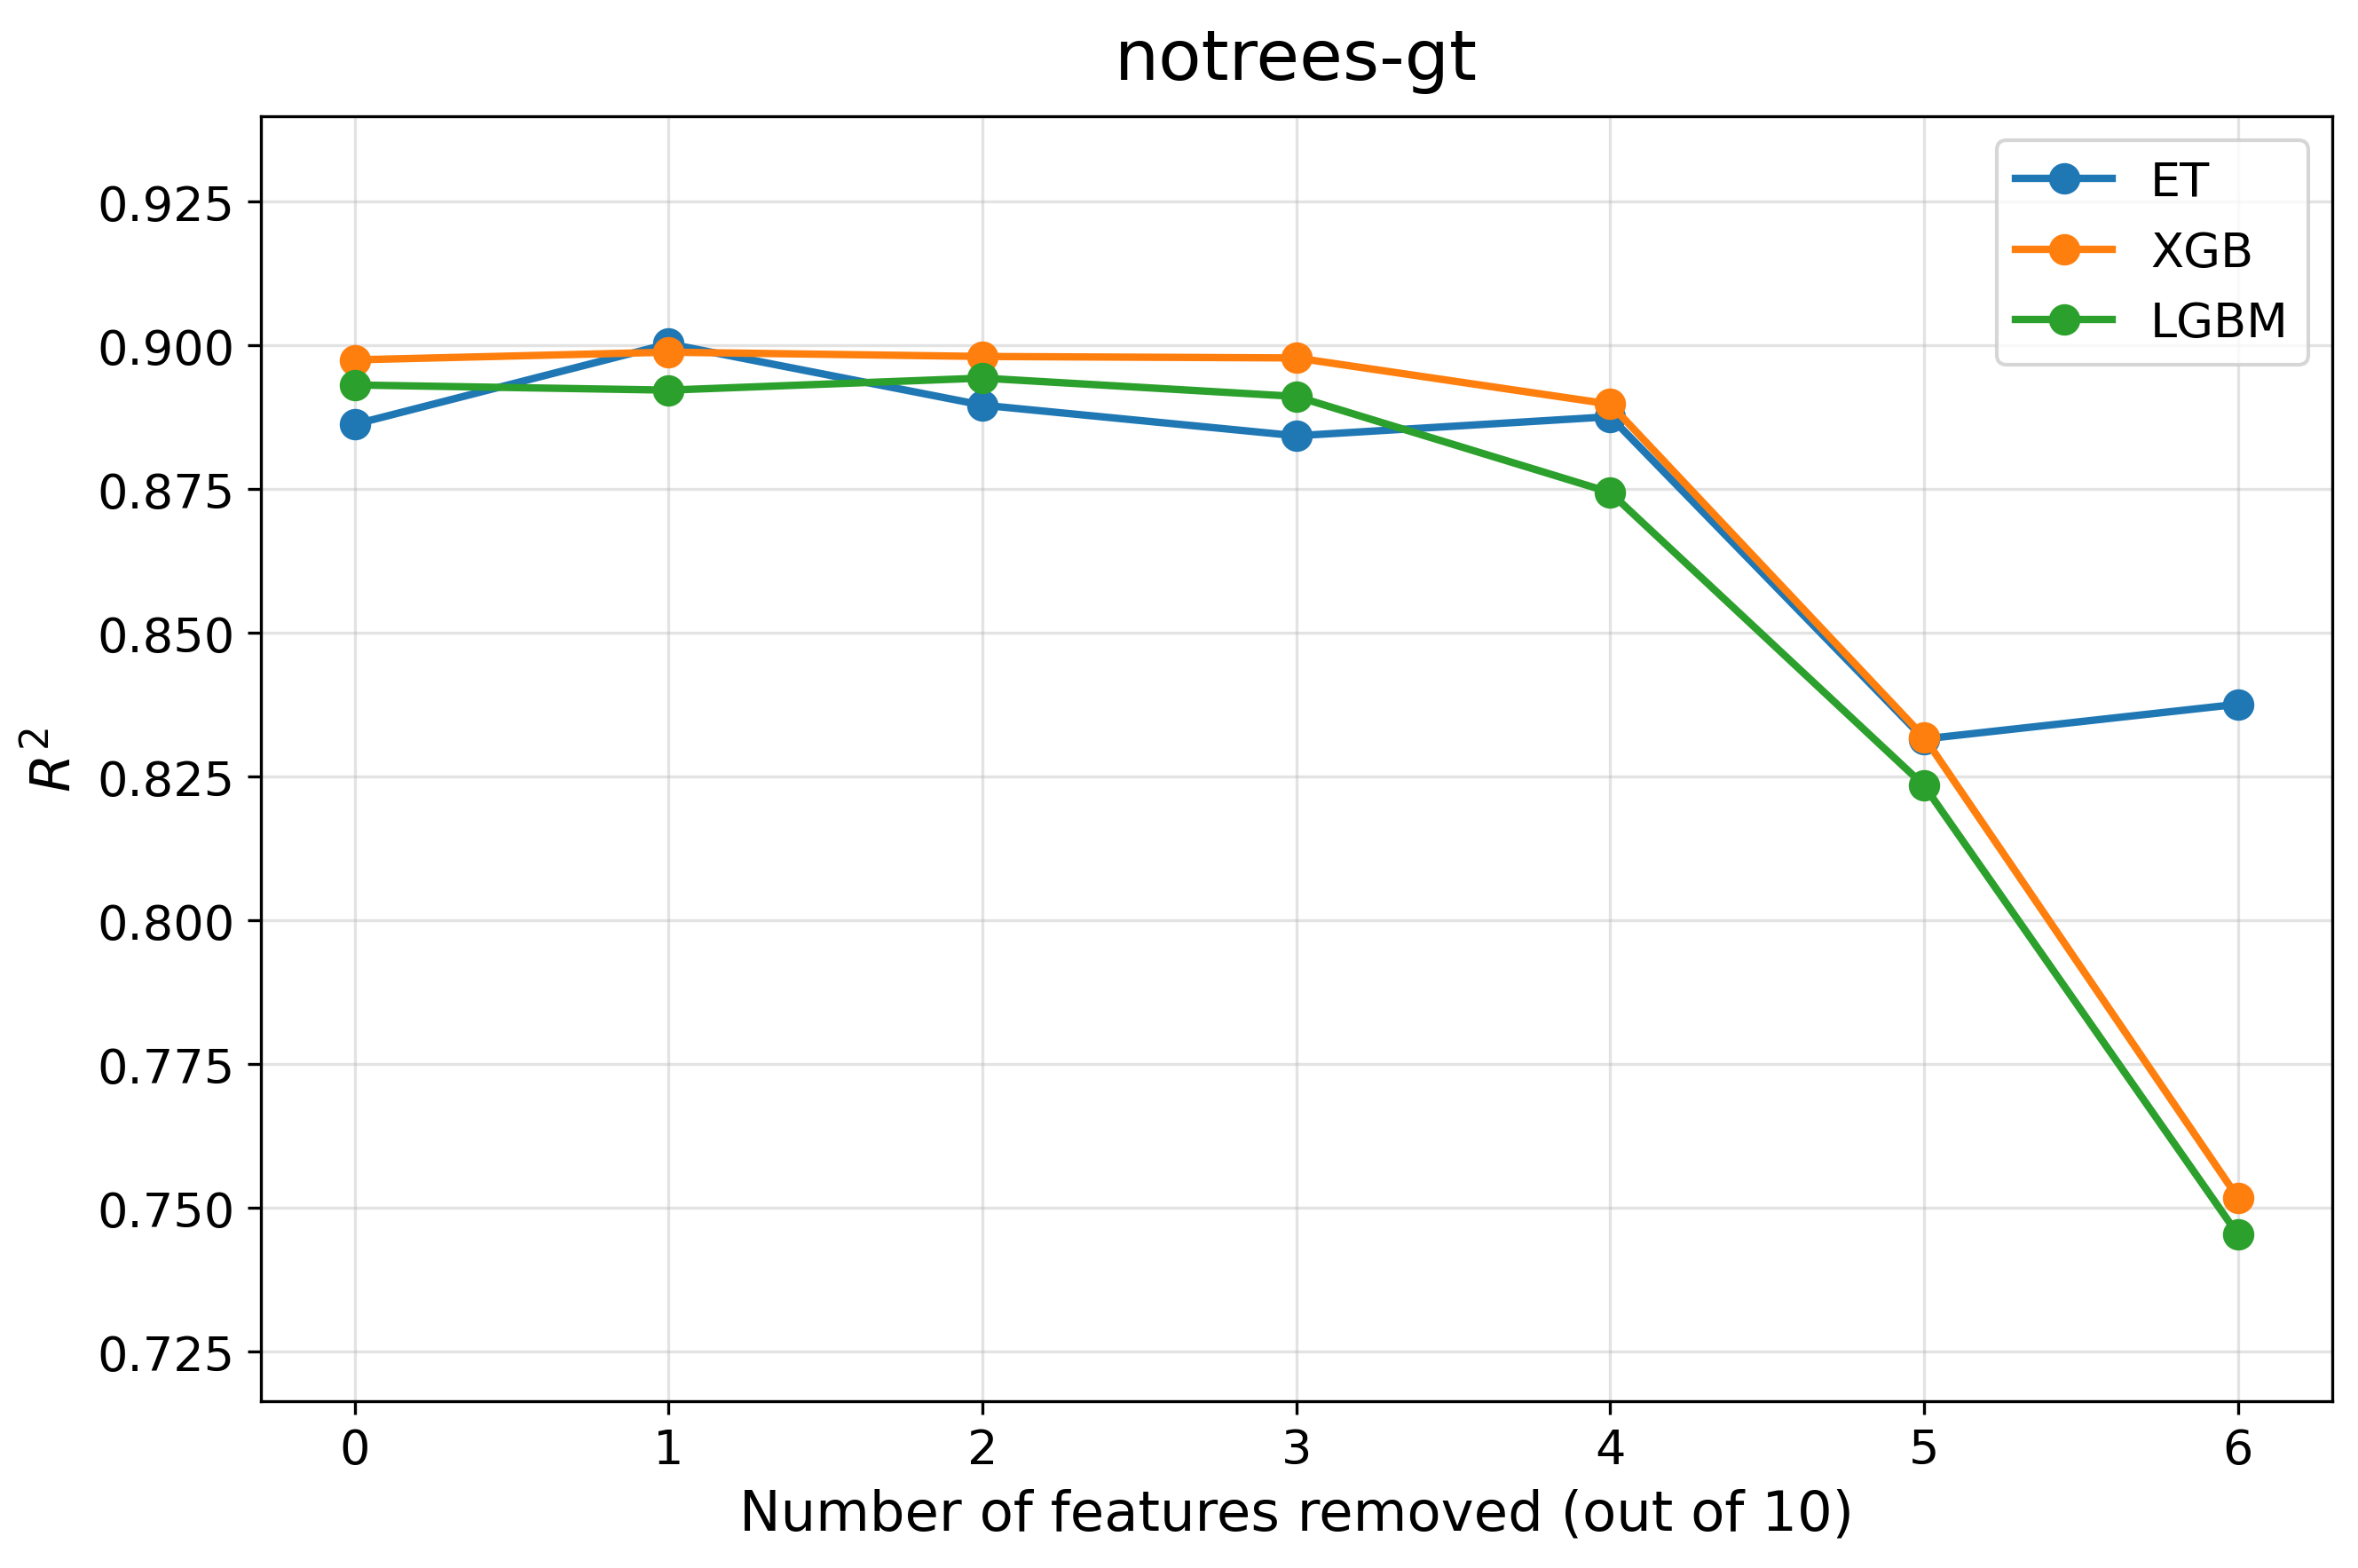 notrees-gt
ET
XGB
LGBM
0.925
0.900
0.875
0.850
0.825
0.800
0.775
0.750
0.725
R²
0 1 2 3 4 5 6
Number of features removed (out of 10)